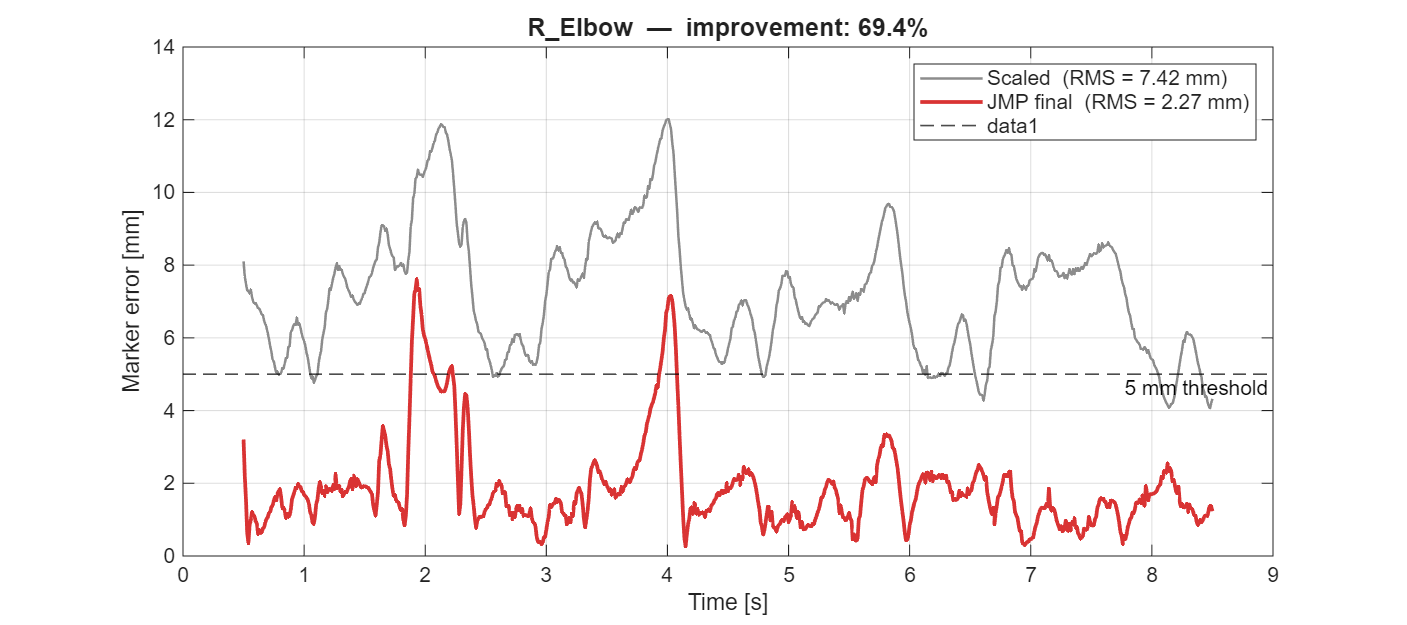 R_Elbow — improvement: 69.4%
Scaled (RMS = 7.42 mm)
JMP final (RMS = 2.27 mm)
data1
5 mm threshold
Marker error [mm]
14
12
10
8
6
4
2
0
0 1 2 3 4 5 6 7 8 9
Time [s]